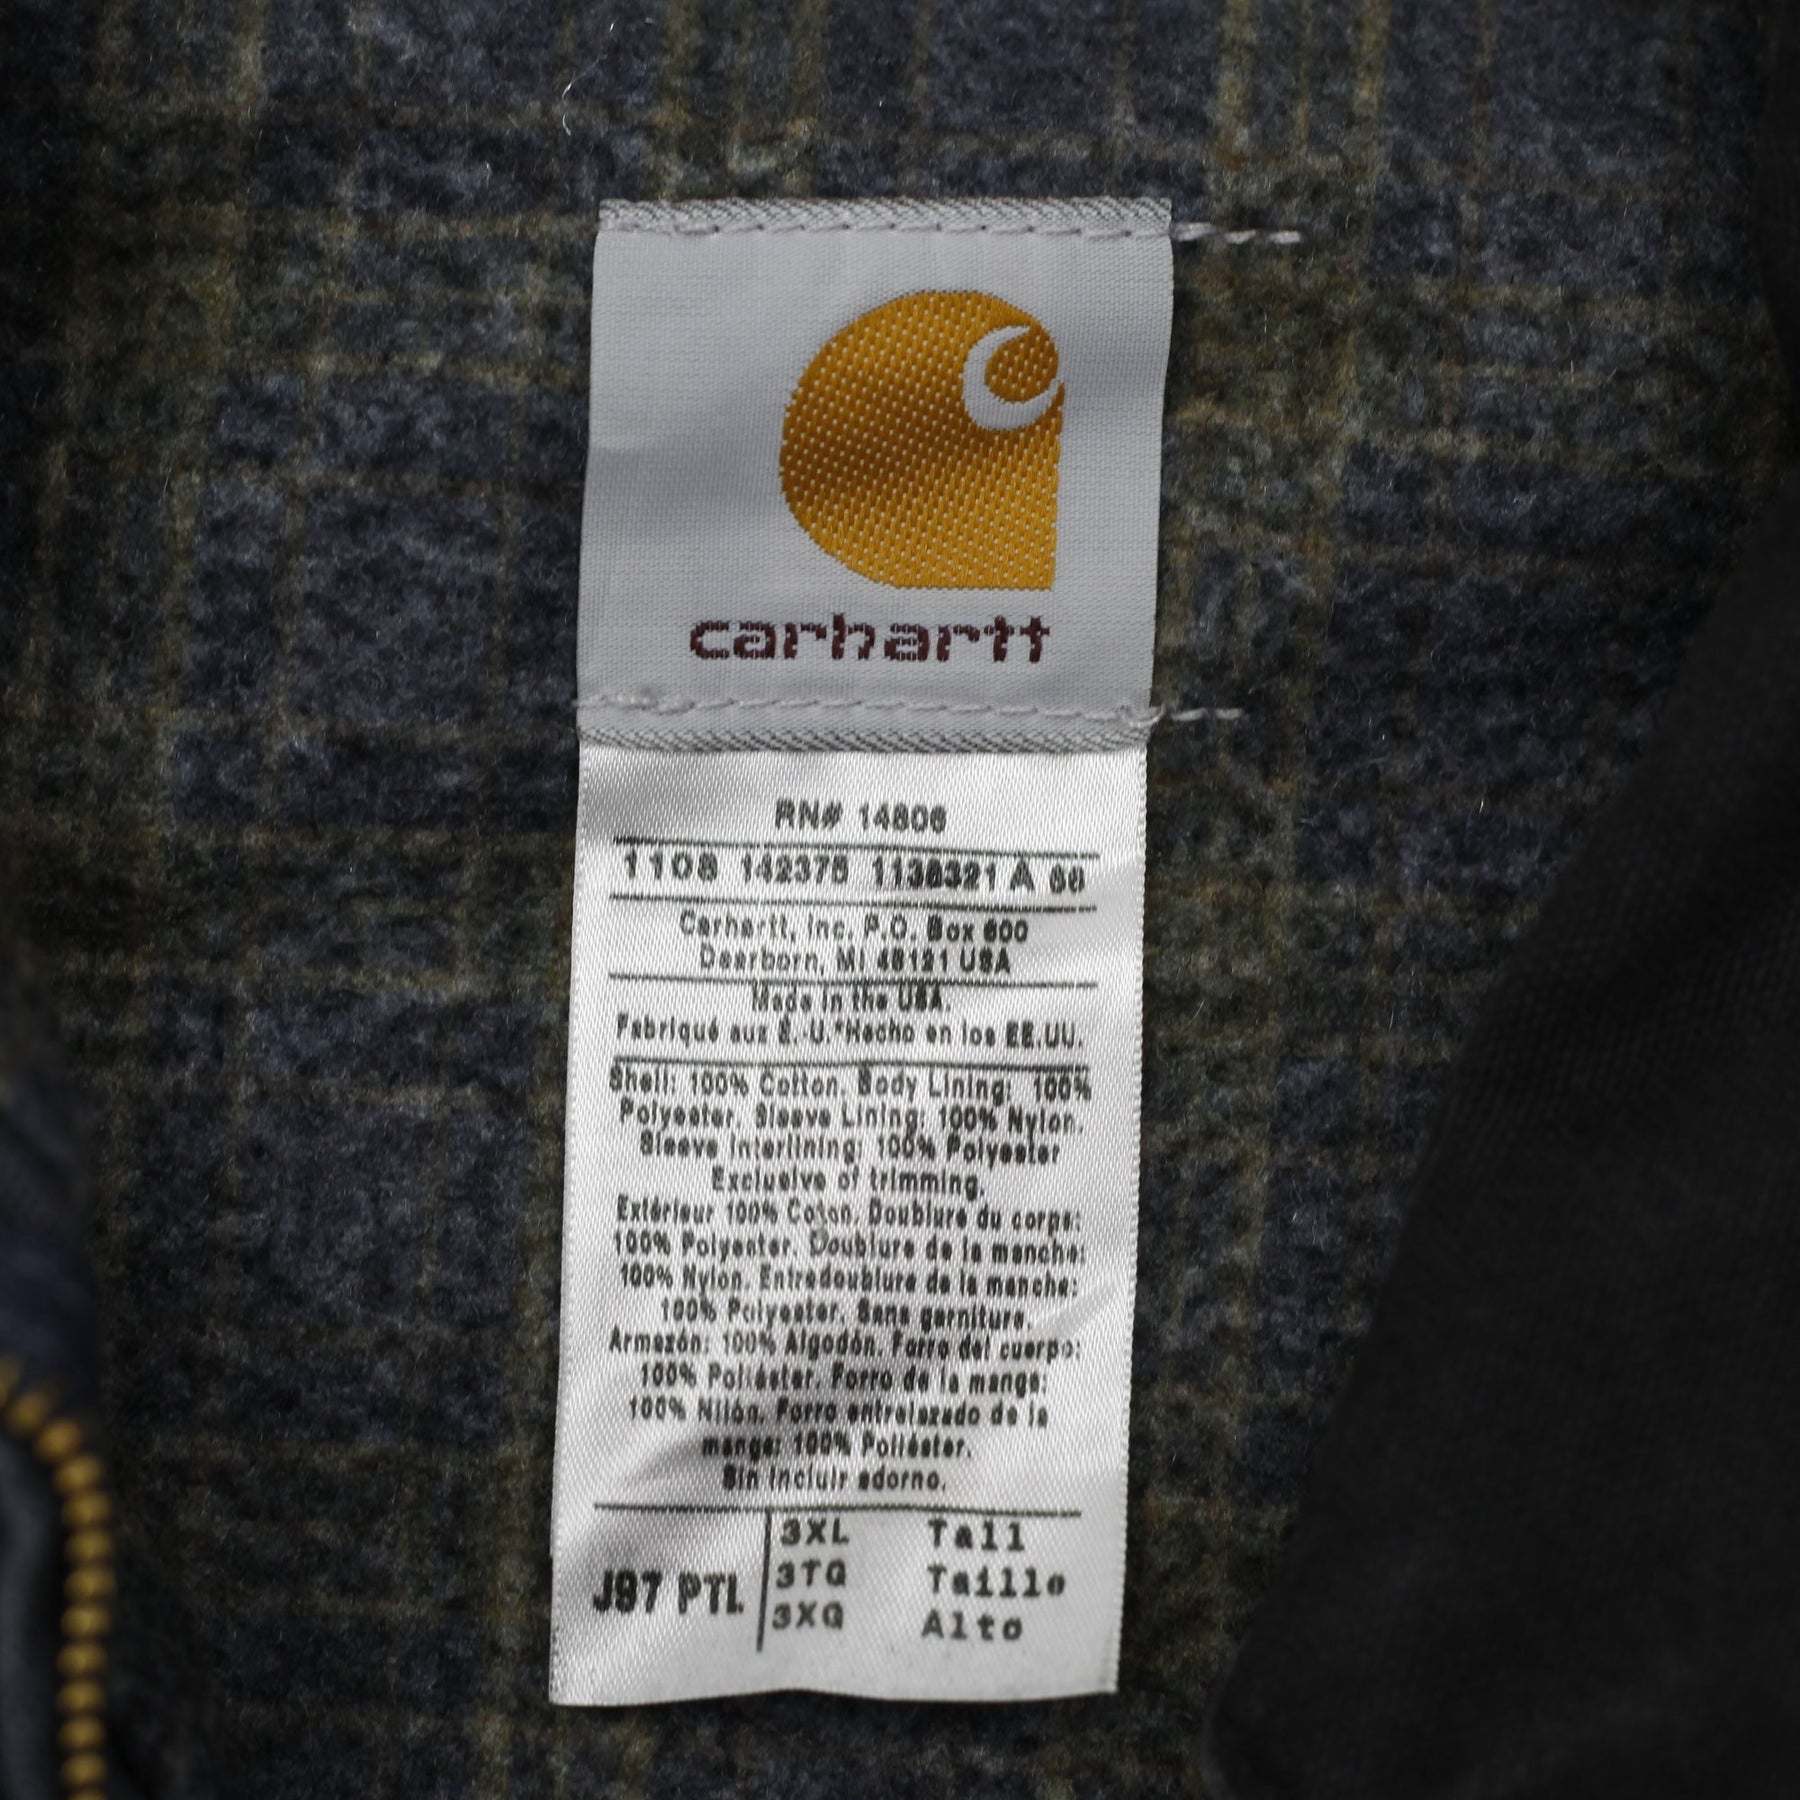 carhartt
RN# 14806
1108 142375 1138321 A 66
Carhartt, Inc. P.O. Box 600
Dearborn, MI 48121 USA
Made in the USA.
Fabriqué aux É.-U.*Hecho en los EE.UU.
Shell: 100% Cotton. Body Lining: 100%
Polyester. Sleeve Lining: 100% Nylon.
Sleeve Interlining: 100% Polyester
Exclusive of trimming.
Extérieur 100% Coton. Doublure du corps:
100% Polyester. Doublure de la manche:
100% Nylon. Entredoublure de la manche:
100% Polyester. Sans garniture.
Armazón: 100% Algodón. Forro del cuerpo:
100% Poliéster. Forro de la manga:
100% Nilón. Forro entrelazado de la
manga: 100% Poliéster.
Sin incluir adorno.
J97 PTL
3XL Tall
3TG Taille
3XG Alto